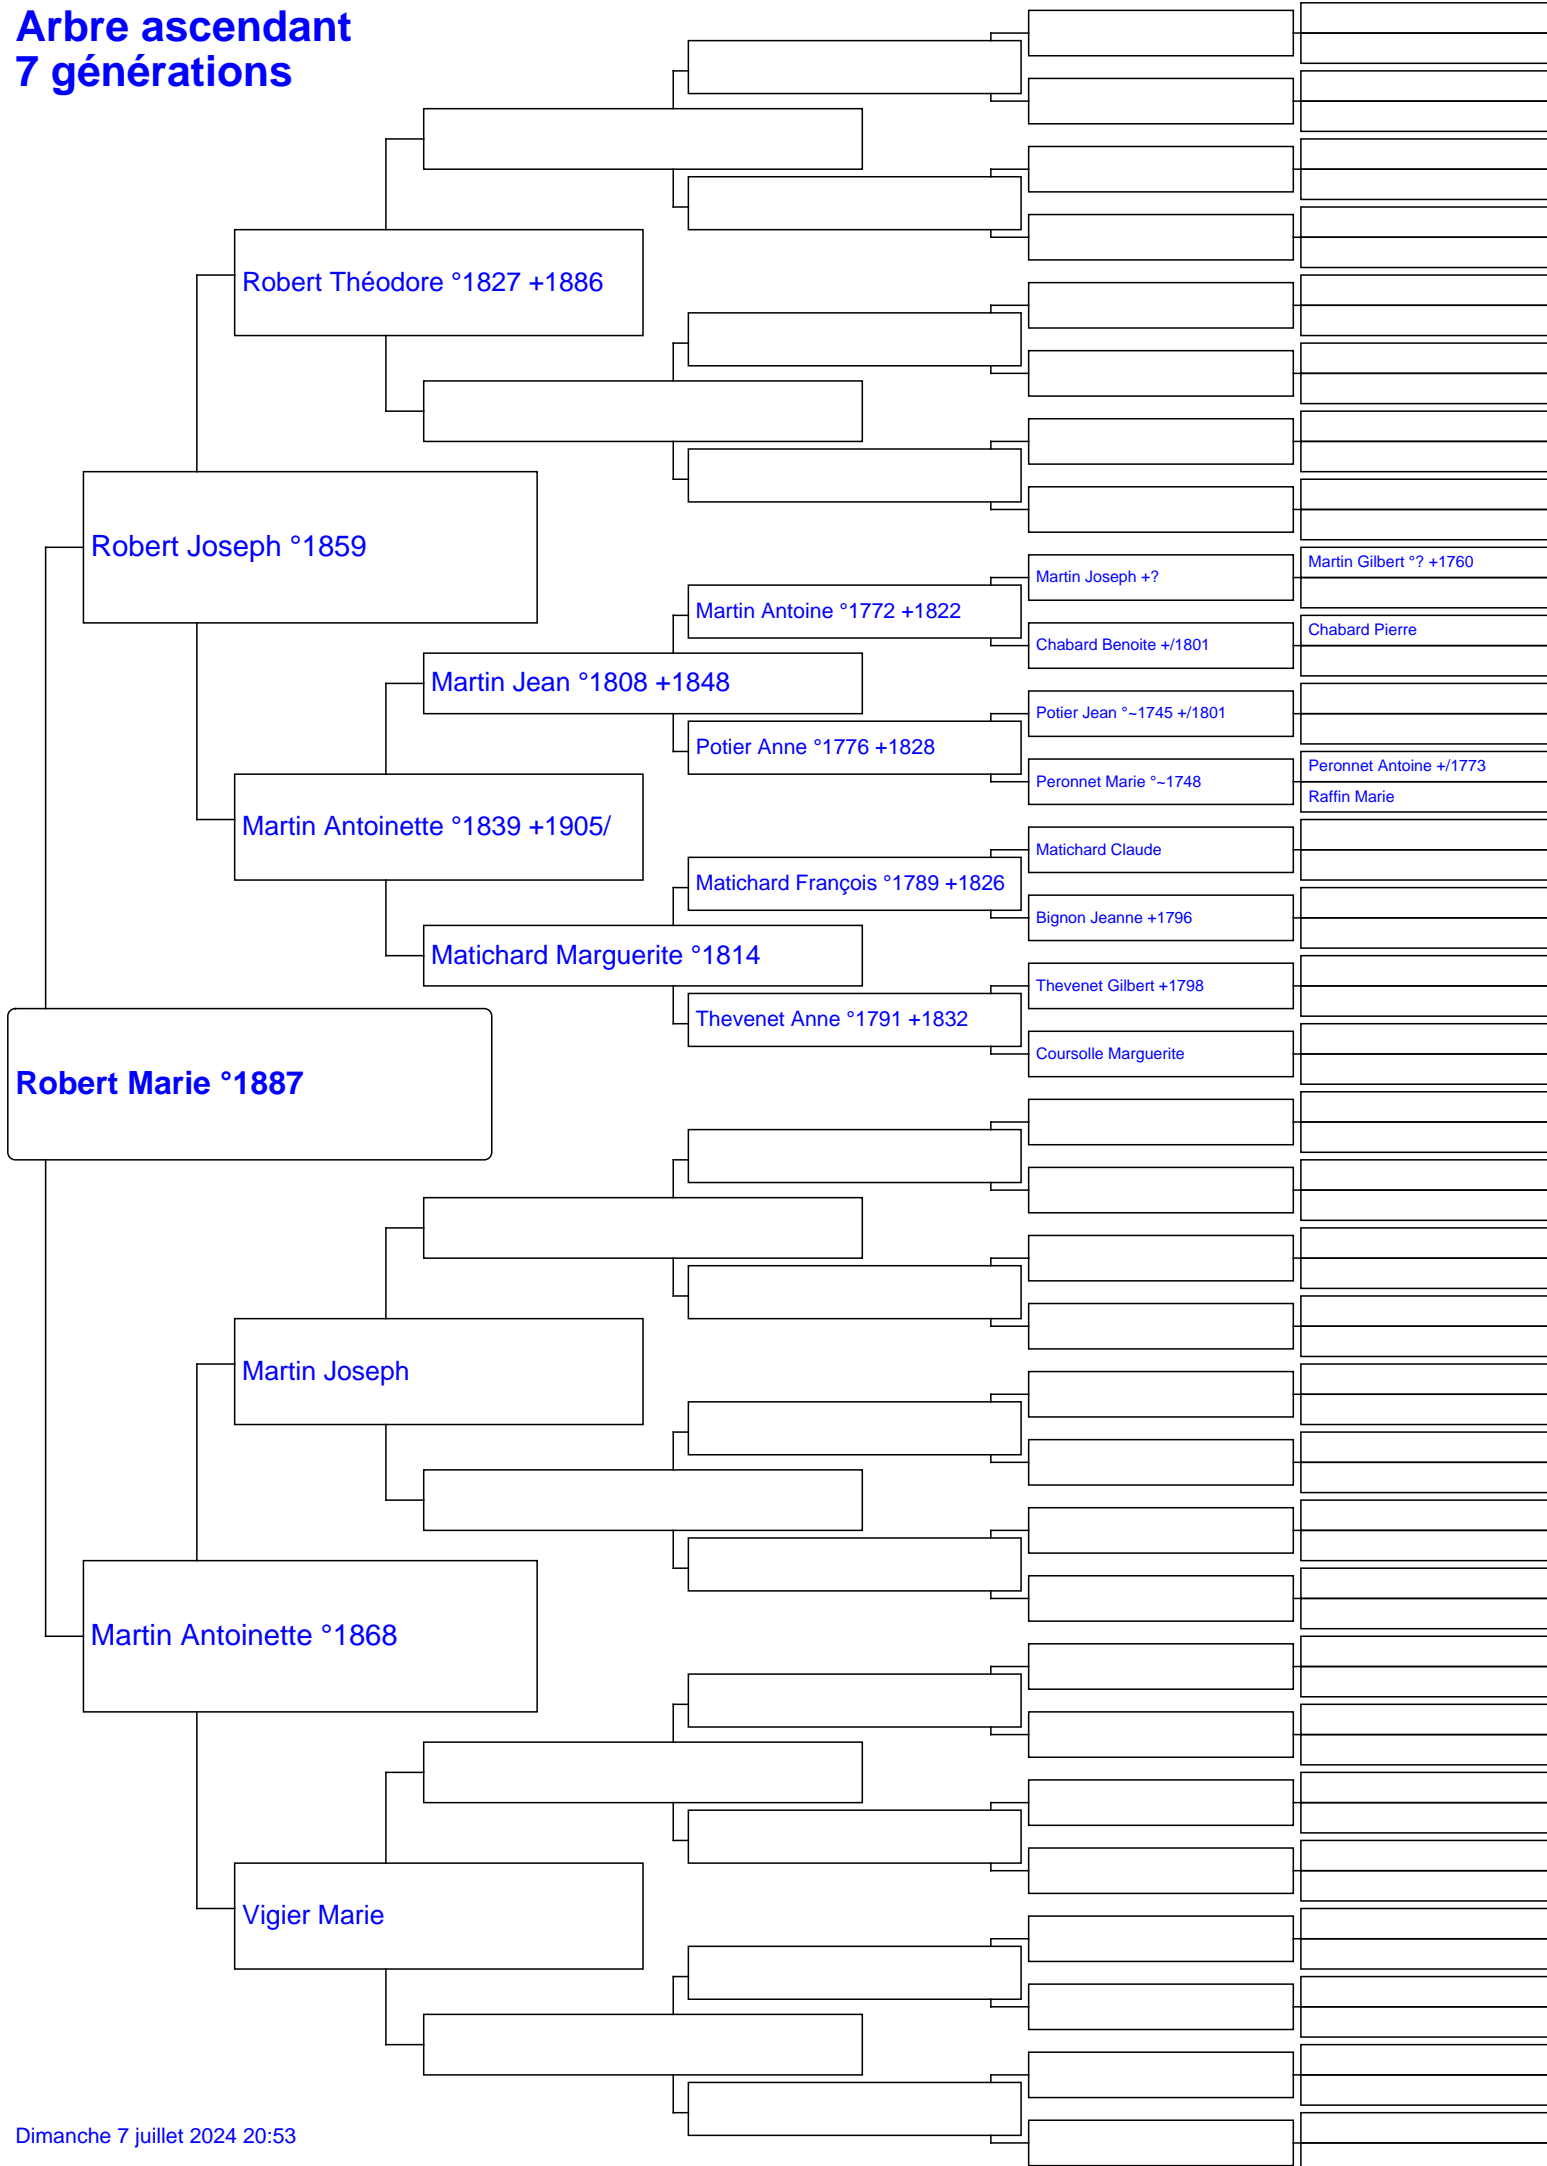 Arbre ascendant
7 générations
Robert Théodore °1827 +1886
Robert Joseph °1859
Martin Gilbert °? +1760
Martin Joseph +?
Martin Antoine °1772 +1822
Chabard Pierre
Chabard Benoite +/1801
Martin Jean °1808 +1848
Potier Jean °~1745 +/1801
Potier Anne °1776 +1828
Peronnet Antoine +/1773
Peronnet Marie °~1748
Raffin Marie
Martin Antoinette °1839 +1905/
Matichard Claude
Matichard François °1789 +1826
Bignon Jeanne +1796
Matichard Marguerite °1814
Thevenet Gilbert +1798
Thevenet Anne °1791 +1832
Coursolle Marguerite
Robert Marie °1887
Martin Joseph
Martin Antoinette °1868
Vigier Marie
Dimanche 7 juillet 2024 20:53